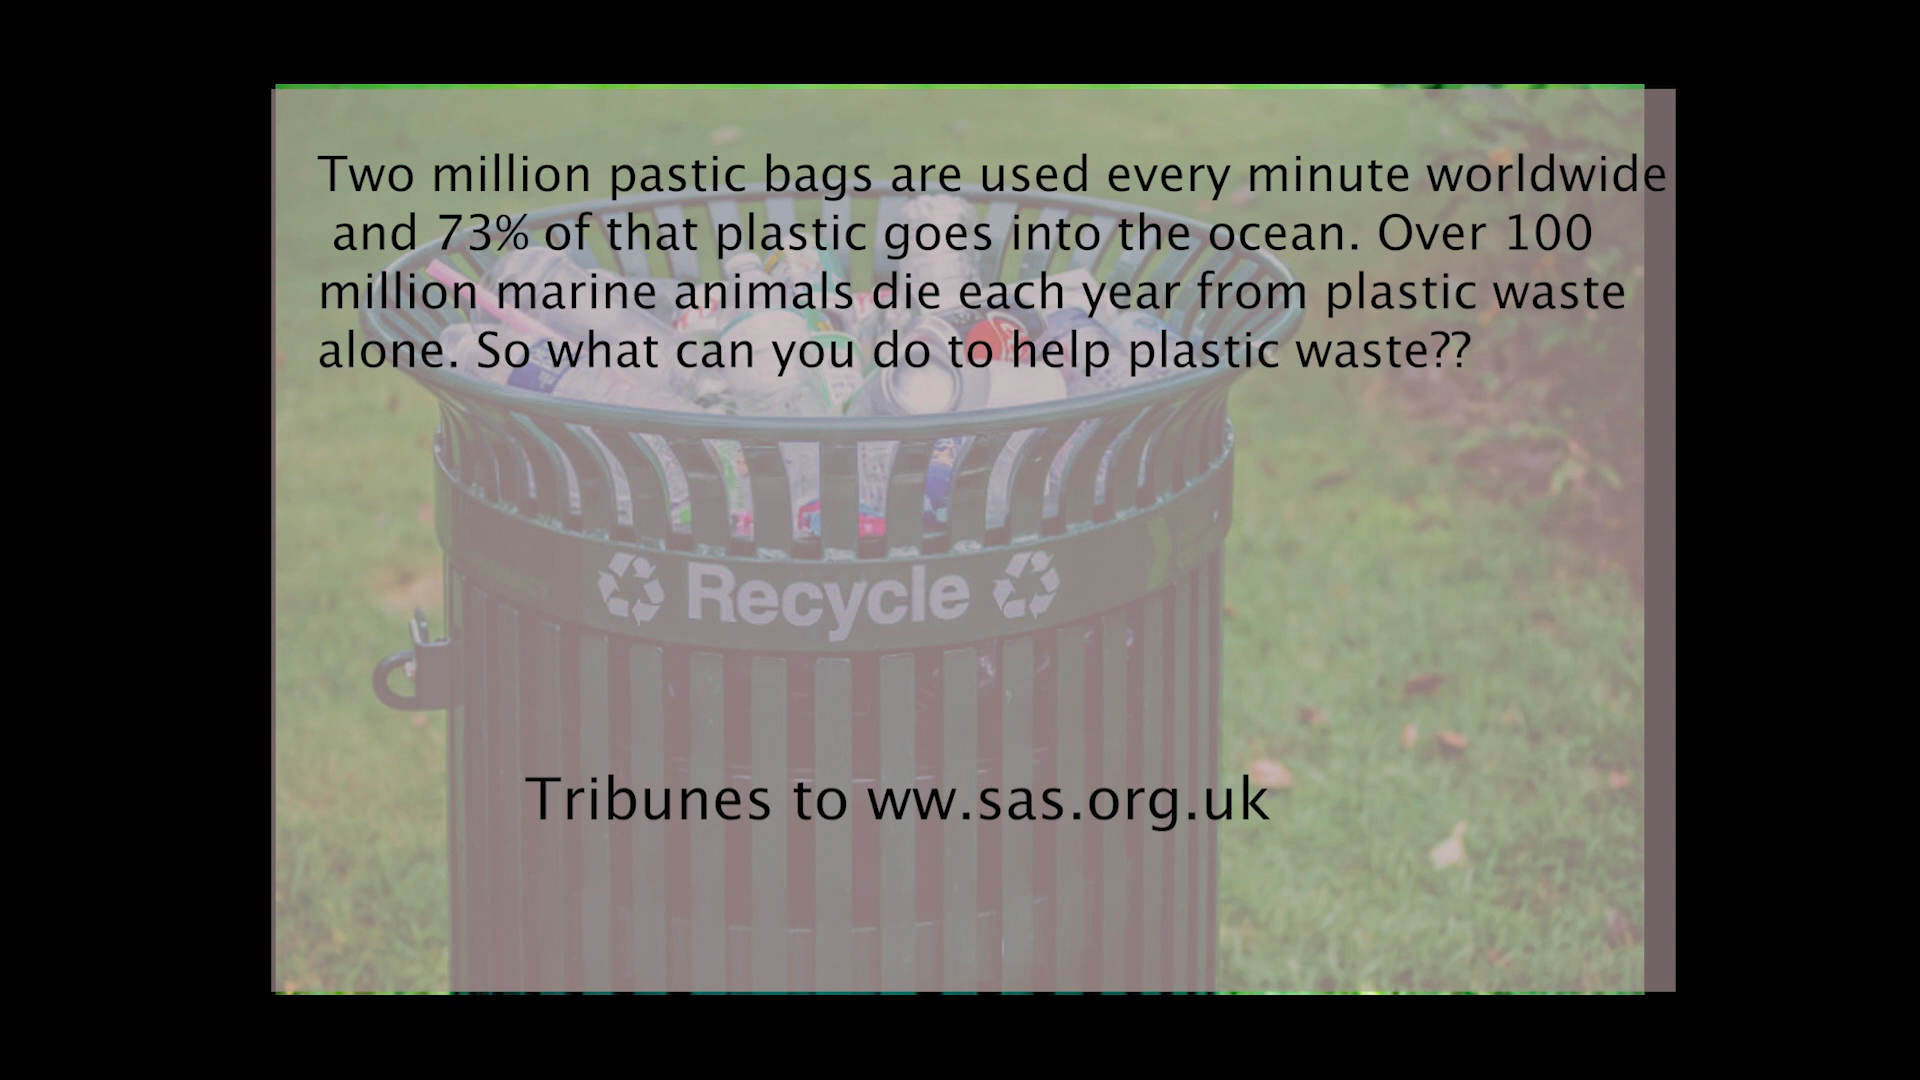 Two million pastic bags are used every minute worldwide
and 73% of that plastic goes into the ocean. Over 100
million marine animals die each year from plastic waste
alone. So what can you do to help plastic waste??
Recycle
Tribunes to ww.sas.org.uk